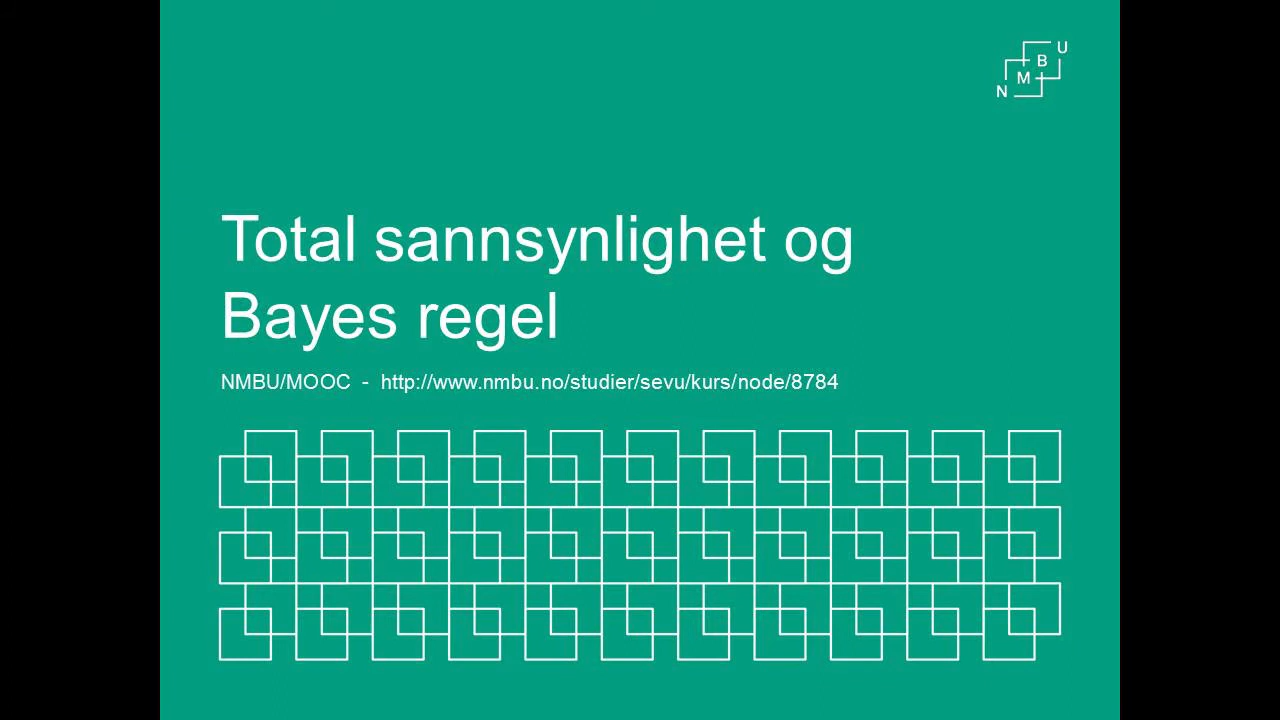 U
B
M
N
Total sannsynlighet og
Bayes regel
NMBU/MOOC - http://www.nmbu.no/studier/sevu/kurs/node/8784